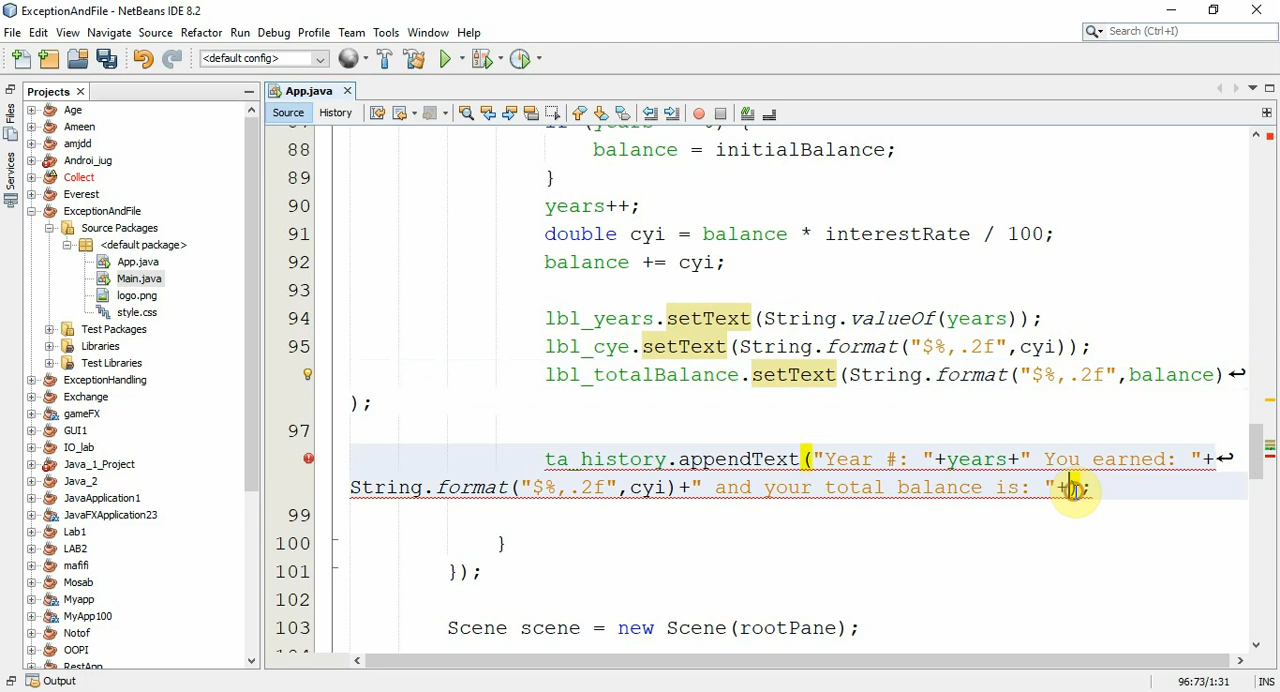 ExceptionAndFile - NetBeans IDE 8.2
File Edit View Navigate Source Refactor Run Debug Profile Team Tools Window Help
Search (Ctrl+I)
<default config>
Projects
App.java
Source History
Files
Services
Age
Ameen
amjdd
Androi_jug
Collect
Everest
ExceptionAndFile
Source Packages
<default package>
App.java
Main.java
logo.png
style.css
Test Packages
Libraries
Test Libraries
ExceptionHandling
Exchange
gameFX
GUI1
IO_lab
Java_1_Project
Java_2
JavaApplication1
JavaFXApplication23
Lab1
LAB2
mafifi
Mosab
Myapp
MyApp100
Notof
OOPI
RestApp
88 balance = initialBalance;
89 }
90 years++;
91 double cyi = balance * interestRate / 100;
92 balance += cyi;
93
94 lbl_years.setText(String.valueOf(years));
95 lbl_cye.setText(String.format("$%,.2f",cyi));
lbl_totalBalance.setText(String.format("$%,.2f",balance)↵
);
97
ta_history.appendText("Year #: "+years+" You earned: "+↵
String.format("$%,.2f",cyi)+" and your total balance is: "+);
99
100 }
101 });
102
103 Scene scene = new Scene(rootPane);
Output
96:73/1:31 INS